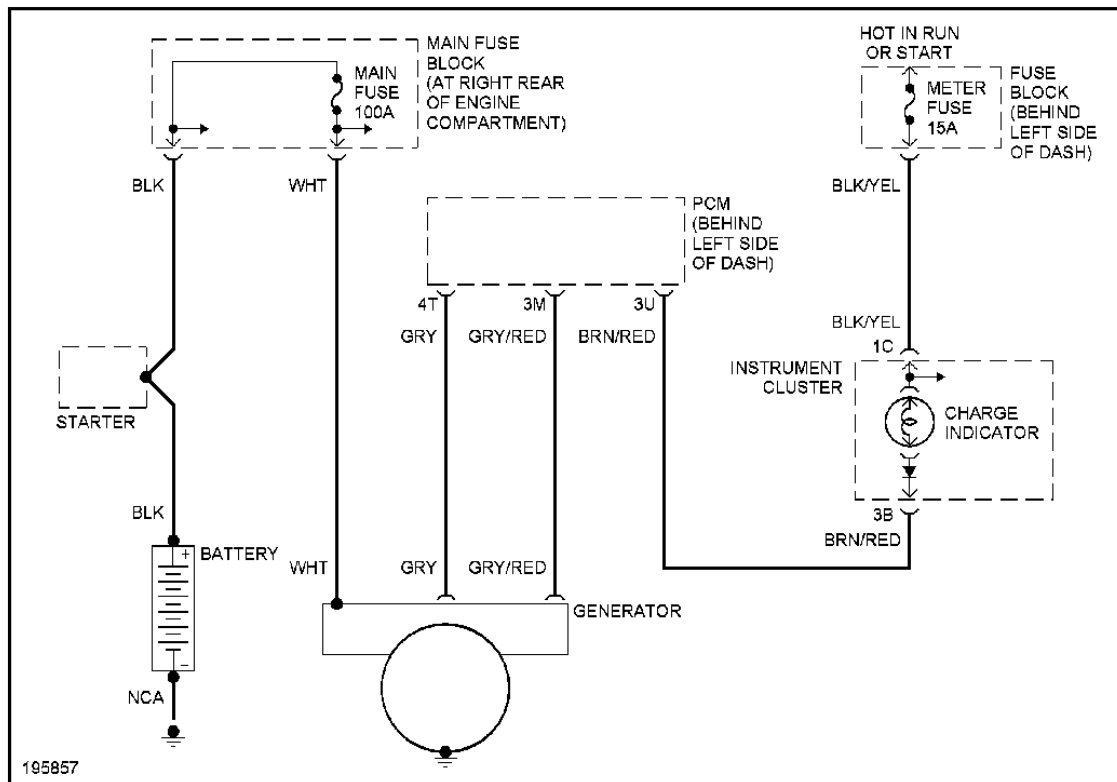 MAIN FUSE
BLOCK
(AT RIGHT REAR
OF ENGINE
COMPARTMENT)
MAIN
FUSE
100A
HOT IN RUN
OR START
METER
FUSE
15A
FUSE
BLOCK
(BEHIND
LEFT SIDE
OF DASH)
BLK
WHT
BLK/YEL
PCM
(BEHIND
LEFT SIDE
OF DASH)
4T
3M
3U
GRY
GRY/RED
BRN/RED
BLK/YEL
1C
INSTRUMENT
CLUSTER
CHARGE
INDICATOR
STARTER
3B
BRN/RED
BLK
BATTERY
+
-
WHT
GRY
GRY/RED
GENERATOR
NCA
195857